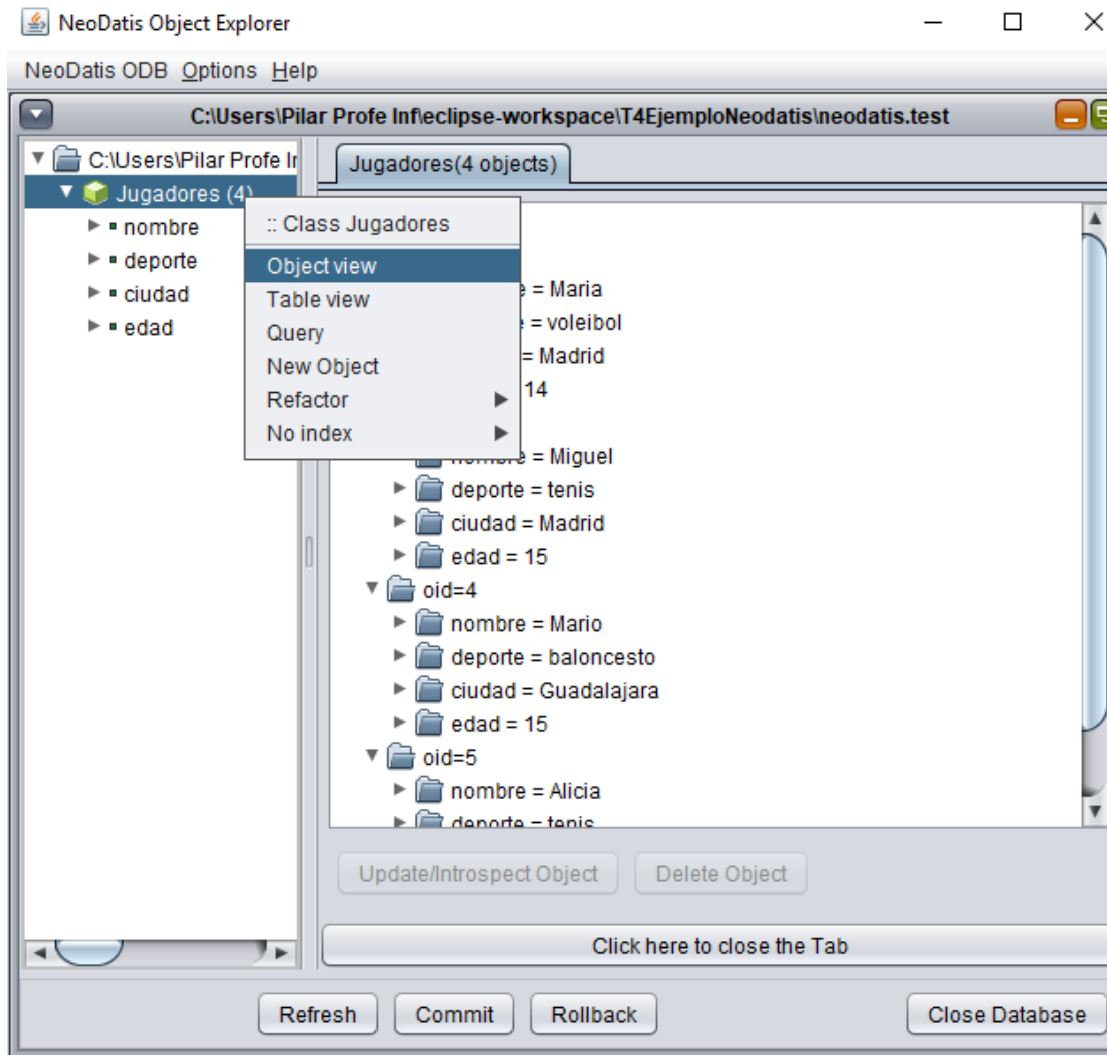 NeoDatis Object Explorer
NeoDatis ODB Options Help
C:\Users\Pilar Profe Inf\eclipse-workspace\T4EjemploNeodatis\neodatis.test
C:\Users\Pilar Profe Ir
Jugadores (4)
nombre
deporte
ciudad
edad
:: Class Jugadores
Object view
Table view
Query
New Object
Refactor
No index
Jugadores(4 objects)
= Maria
= voleibol
= Madrid
14
nombre = Miguel
deporte = tenis
ciudad = Madrid
edad = 15
oid=4
nombre = Mario
deporte = baloncesto
ciudad = Guadalajara
edad = 15
oid=5
nombre = Alicia
deporte = tenis
Update/Introspect Object
Delete Object
Click here to close the Tab
Refresh
Commit
Rollback
Close Database